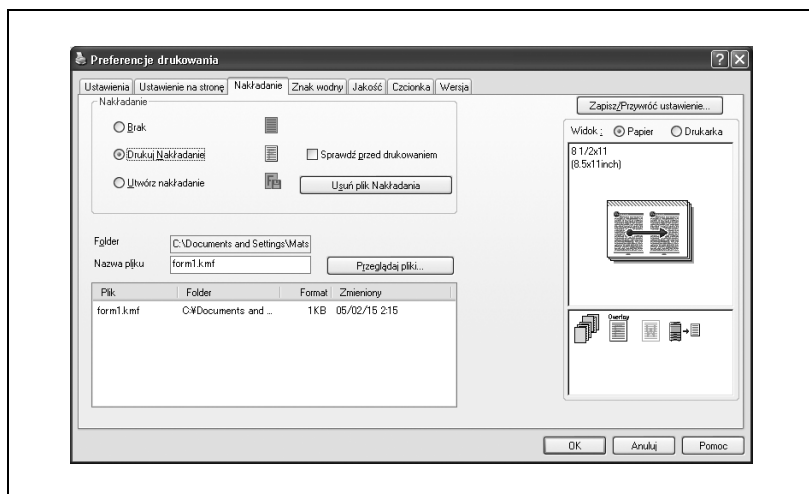 Preferencje drukowania
Ustawienia Ustawienie na stronę Nakładanie Znak wodny Jakość Czcionka Wersja
Nakładanie
Brak
Drukuj Nakładanie
Sprawdź przed drukowaniem
Utwórz nakładanie
Usuń plik Nakładania
Folder
C:\Documents and Settings\Mats
Nazwa pliku
form1.kmf
Przeglądaj pliki...
Plik Folder Format Zmieniony
form1.kmf C:¥Documents and ... 1KB 05/02/15 2:15
Zapisz/Przywróć ustawienie...
Widok : Papier Drukarka
8 1/2x11
(8.5x11inch)
Overlay
OK Anuluj Pomoc